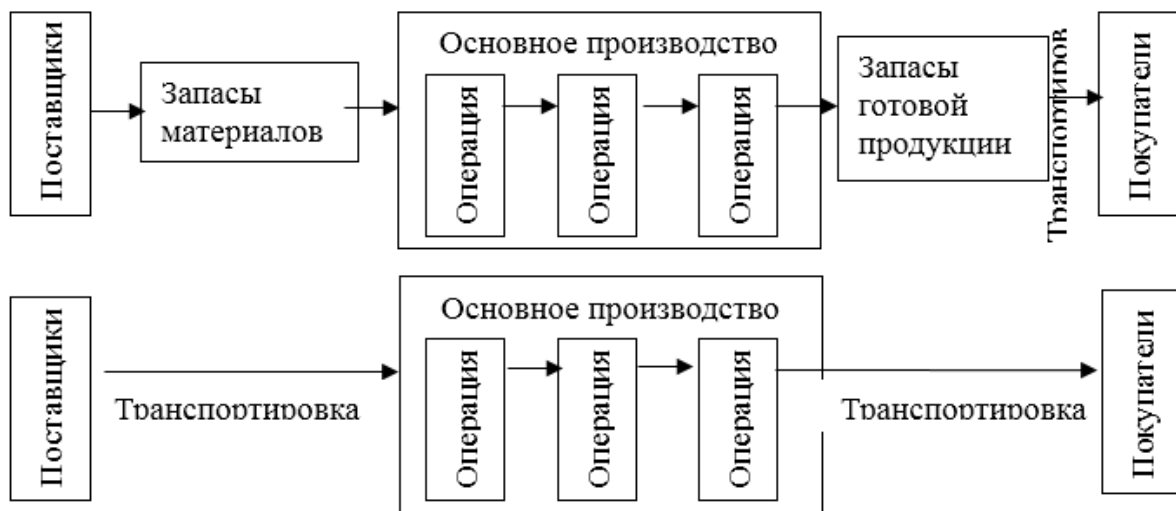 Поставщики
Запасы
материалов
Основное производство
Операция
Операция
Операция
Запасы
готовой
продукции
Транспортиров
Покупатели
Поставщики
Транспортировка
Основное производство
Операция
Операция
Операция
Транспортировка
Покупатели